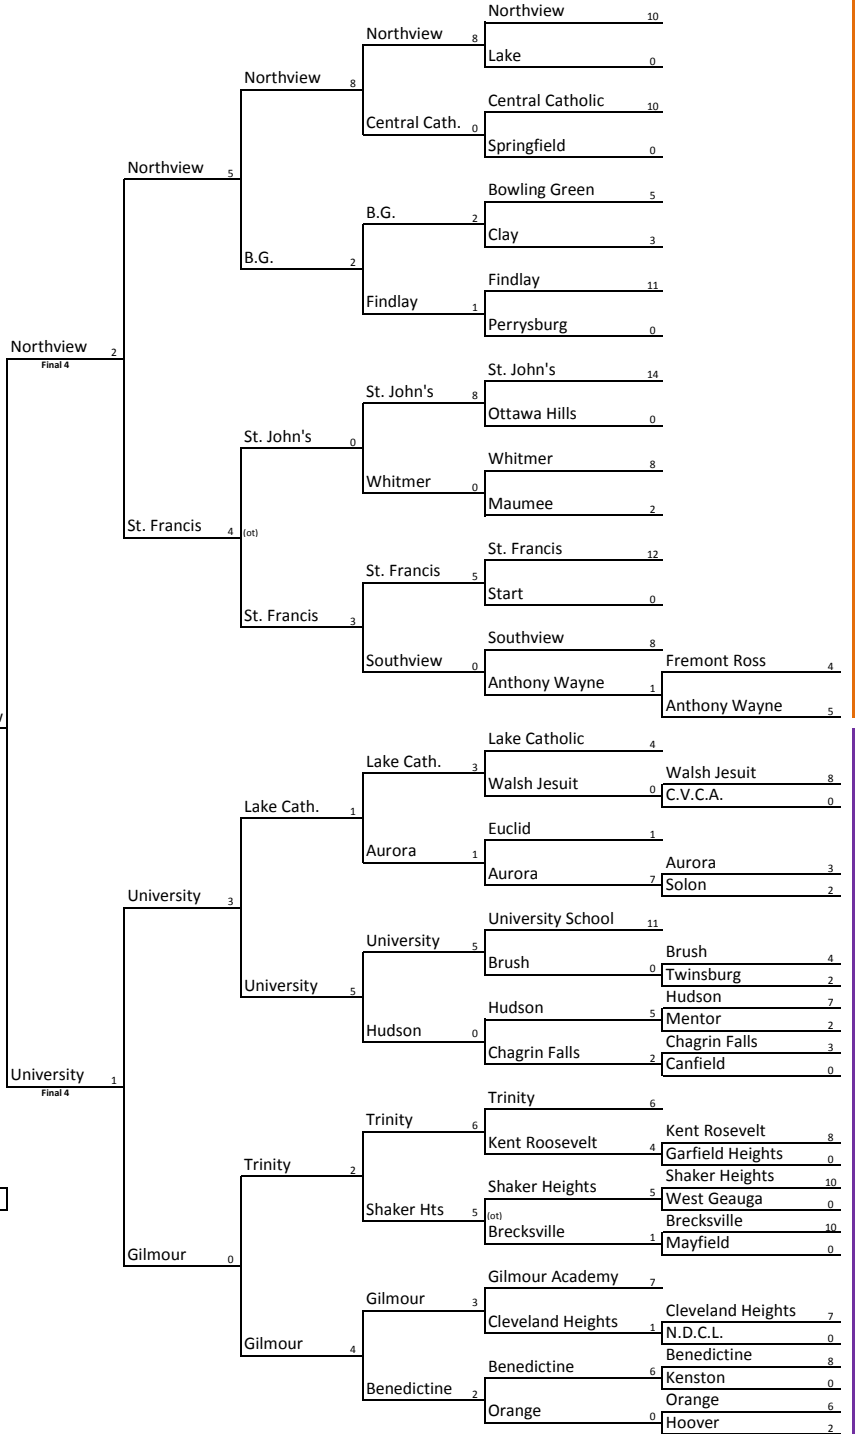 Northview 10
Northview 8
Lake 0
Northview 8
Central Catholic 10
Central Cath. 0
Springfield 0
Northview 5
Bowling Green 5
B.G. 2
Clay 3
B.G. 2
Findlay 11
Findlay 1
Perrysburg 0
Northview 2
Final 4
St. John's 14
St. John's 8
Ottawa Hills 0
St. John's 0
Whitmer 8
Whitmer 0
Maumee 2
St. Francis 4 (ot)
St. Francis 12
St. Francis 5
Start 0
St. Francis 3
Southview 8
Southview 0
Fremont Ross 4
Anthony Wayne 1
Anthony Wayne 5
Lake Catholic 4
Lake Cath. 3
Walsh Jesuit 8
Walsh Jesuit 0
C.V.C.A. 0
Lake Cath. 1
Euclid 1
Aurora 1
Aurora 3
Aurora 7
Solon 2
University 3
University School 11
University 5
Brush 4
Brush 0
Twinsburg 2
University 5
Hudson 7
Hudson 5
Mentor 2
Hudson 0
Chagrin Falls 3
Chagrin Falls 2
Canfield 0
University 1
Final 4
Trinity 6
Trinity 6
Kent Rosevelt 8
Kent Roosevelt 4
Garfield Heights 0
Trinity 2
Shaker Heights 10
Shaker Heights 5
West Geauga 0
Shaker Hts 5 (ot)
Brecksville 10
Brecksville 1
Mayfield 0
Gilmour 0
Gilmour Academy 7
Gilmour 3
Cleveland Heights 7
Cleveland Heights 1
N.D.C.L. 0
Gilmour 4
Benedictine 8
Benedictine 6
Kenston 0
Benedictine 2
Orange 6
Orange 0
Hoover 2